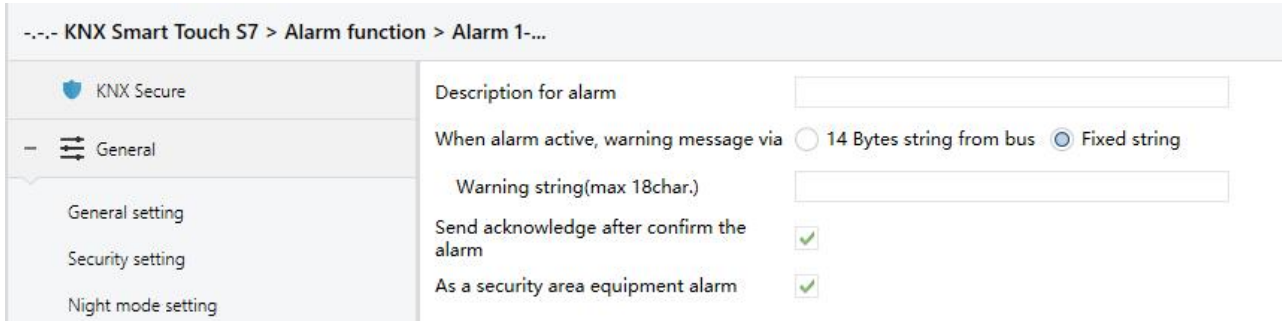 -.-.- KNX Smart Touch S7 > Alarm function > Alarm 1-...
KNX Secure
General
General setting
Security setting
Night mode setting
Description for alarm
When alarm active, warning message via 14 Bytes string from bus Fixed string
Warning string(max 18char.)
Send acknowledge after confirm the
alarm
As a security area equipment alarm